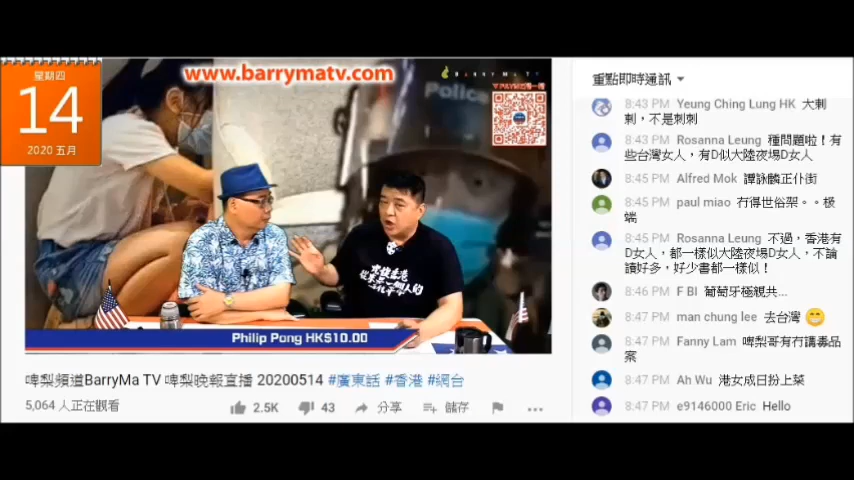 星期四
14
2020 五月
www.barrymatv.com
BARRYMA TV
Police
Philip Pong HK$10.00
啤梨頻道BarryMa TV 啤梨晚報直播 20200514 #廣東話 #香港 #網台
5,064 人正在觀看
2.5K
43
分享
儲存
重點即時通訊
8:43 PM Yeung Ching Lung HK 大刺
刺，不是刺刺
8:43 PM Rosanna Leung 種問題啦！有
些台灣女人，有D似大陸夜場D女人
8:45 PM Alfred Mok 譚詠麟正仆街
8:45 PM paul miao 冇得世俗架。。極
端
8:45 PM Rosanna Leung 不過，香港有
D女人，都一樣似大陸夜場D女人，不論
讀好多，好少書都一樣似！
8:46 PM F BI 葡萄牙極親共...
8:47 PM man chung lee 去台灣 😁
8:47 PM Fanny Lam 啤梨哥有冇講毒品
案
8:47 PM Ah Wu 港女成日扮上菜
8:47 PM e9146000 Eric Hello